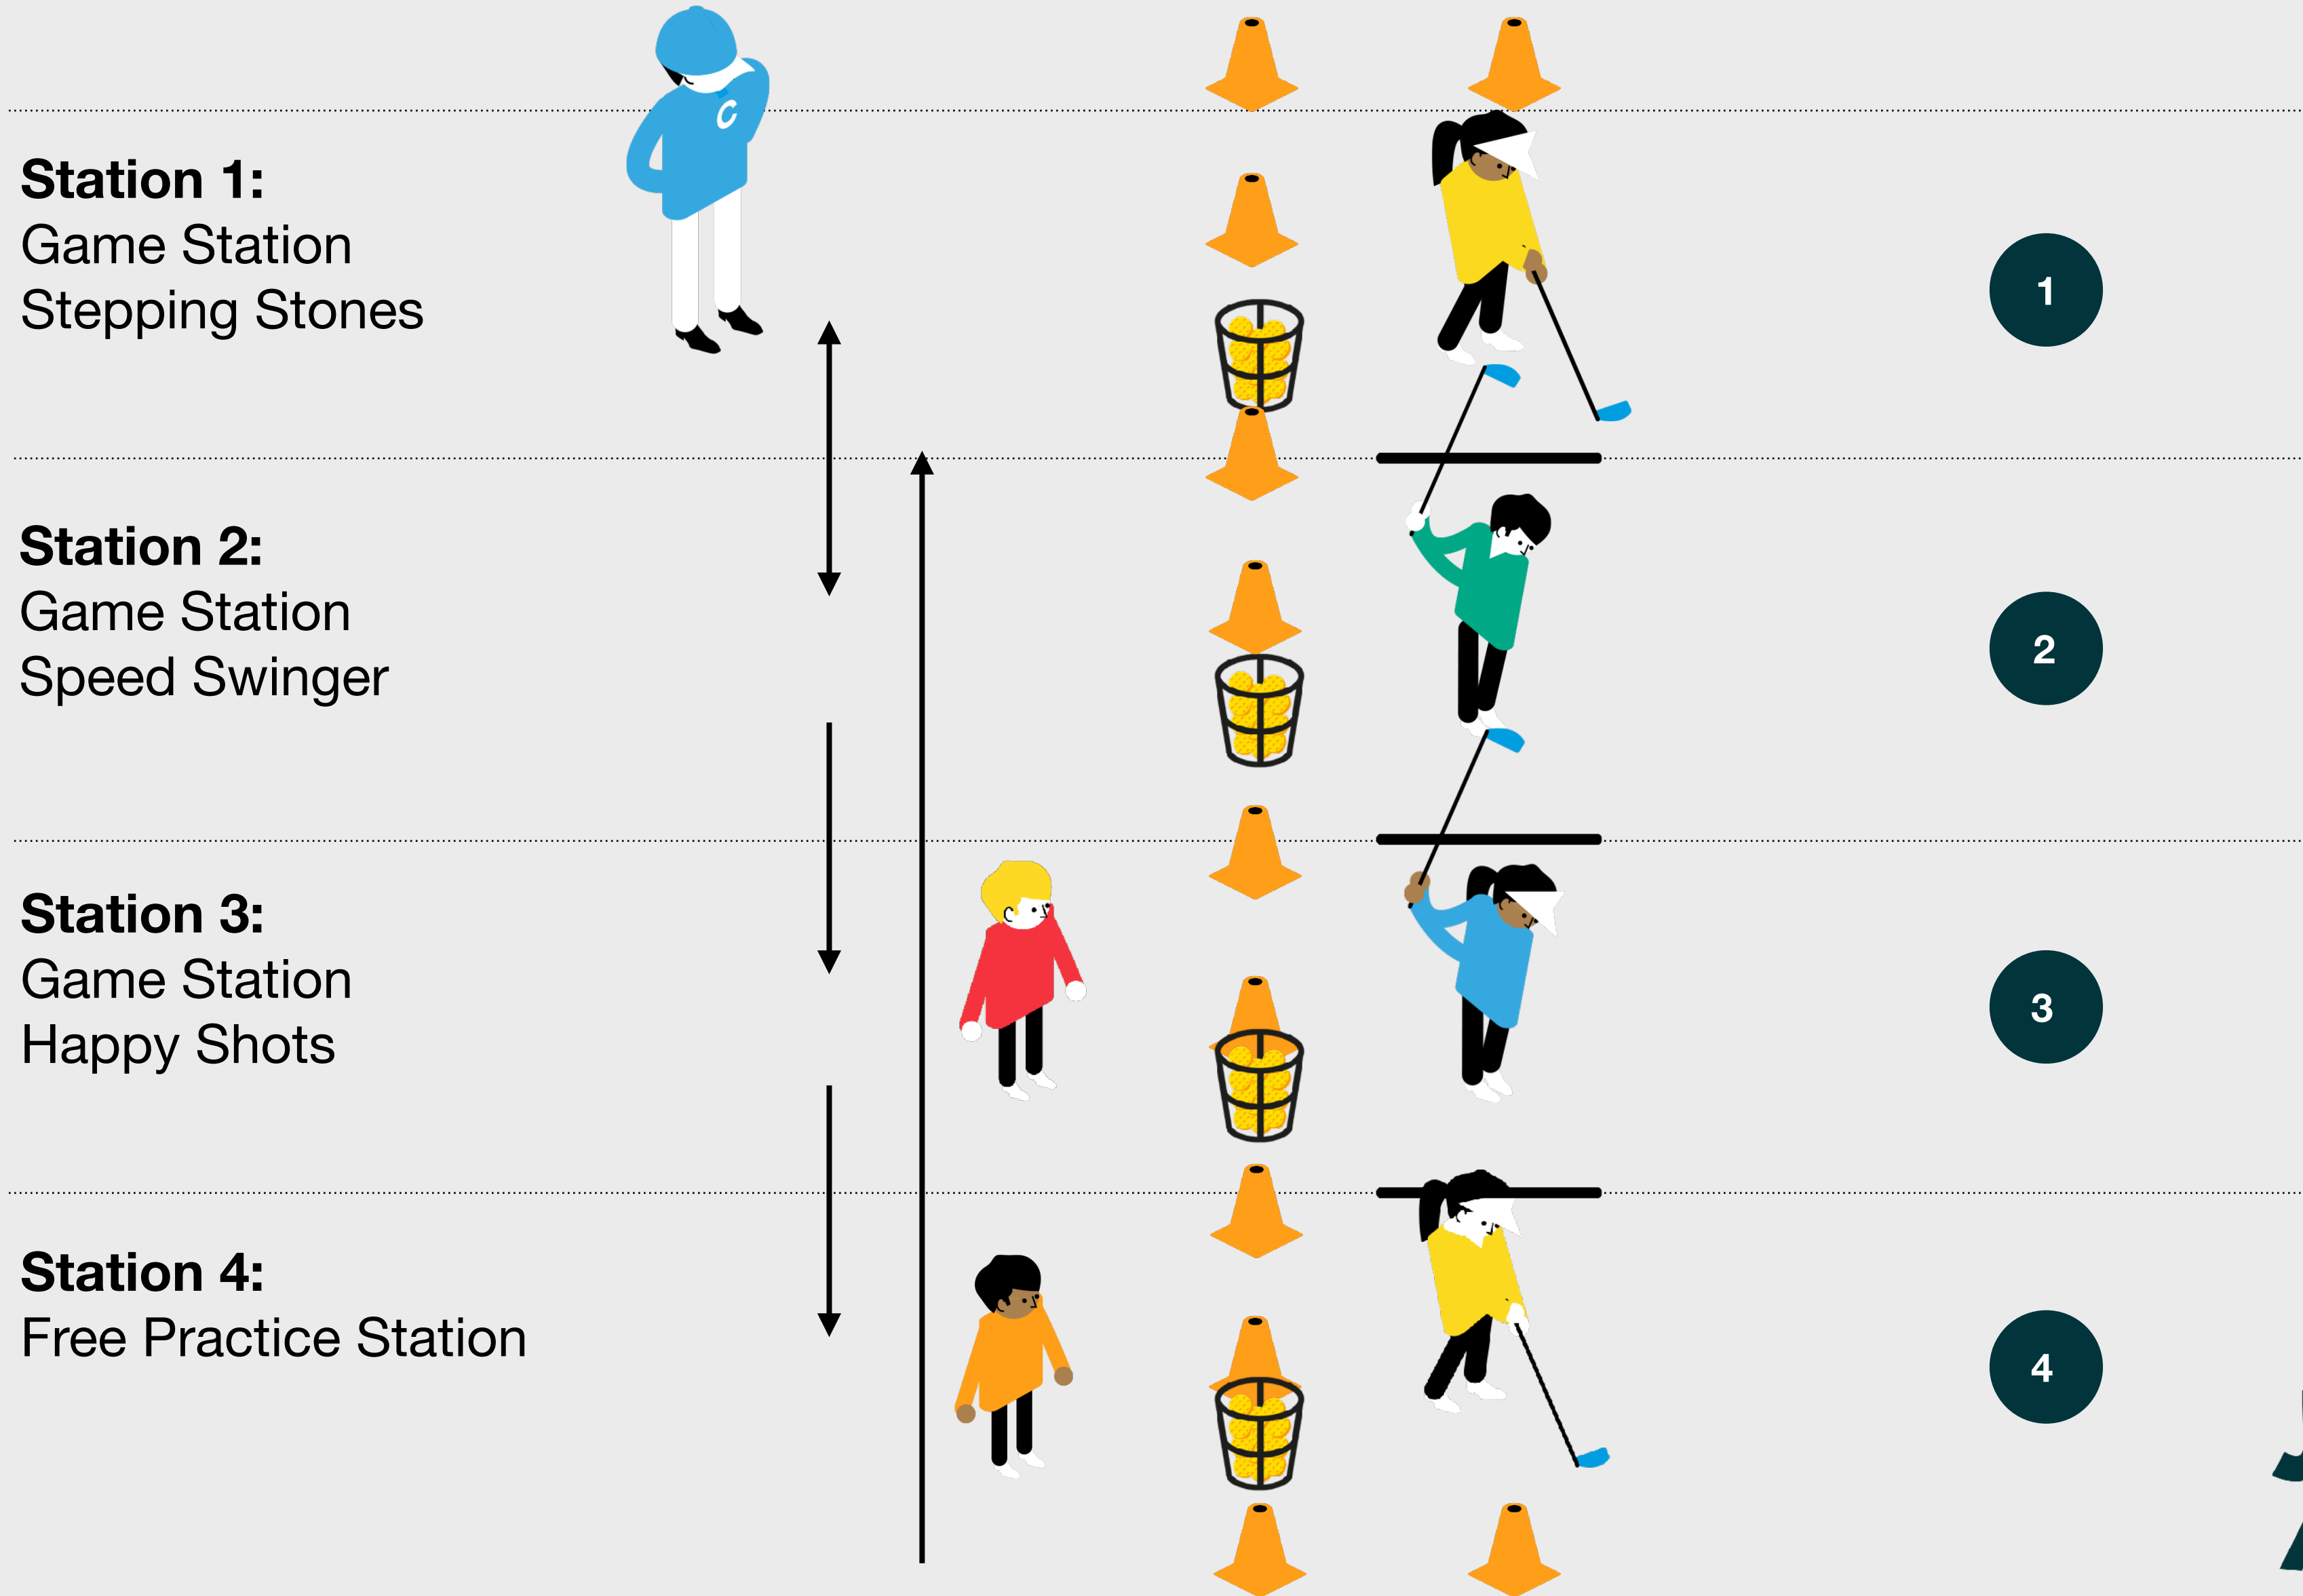 C
Station 1:
Game Station
Stepping Stones
1
Station 2:
Game Station
Speed Swinger
2
Station 3:
Game Station
Happy Shots
3
Station 4:
Free Practice Station
4